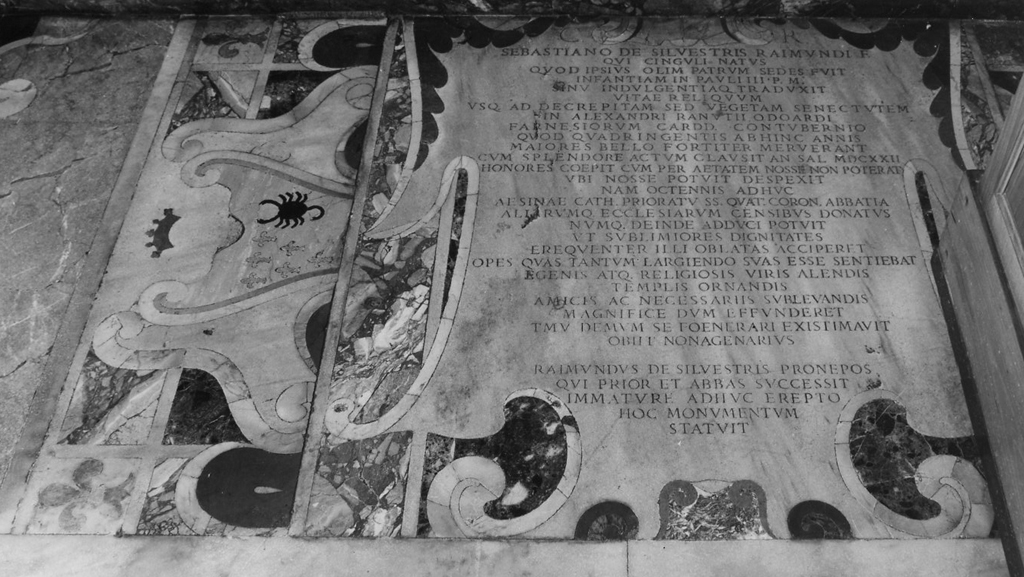 SEBASTIANO DE SILVESTRIS RAIMVNDI F.
QVI CINGVLI NATVS
QVOD IPSIVS OLIM PATRVM SEDES FVIT
INFANTIAM IN PAVLI III P. M.
SINV INDVLGENTIAQ. TRADVXIT
VITAE RELIQVVM
VSQ. AD DECREPITAM SED VEGETAM SENECTVTEM
IN ALEXANDRI RANVTII ODOARDI
FARNESIORVM CARDD. CONTVBERNIO
QVOD QVADRINGENTIS ABHINC ANNIS
MAIORES BELLO FORTITER MERVERANT
CVM SPLENDORE ACTVM CLAVSIT AN SAL MDCXXII
HONORES COEPIT CVM PER AETATEM NOSSE NON POTERAT
VBI NOSSE POTVIT DESPEXIT
NAM OCTENNIS ADHVC
AESINAE CATH. PRIORATV SS. QVAT. CORON. ABBATIA
ALIARVMQ. ECCLESIARVM CENSIBVS DONATVS
NVMQ. DEINDE ADDVCI POTVIT
VT SVBLIMIORES DIGNITATES
FREQVENTER ILLI OBLATAS ACCIPERET
OPES QVAS TANTVM LARGIENDO SVAS ESSE SENTIEBAT
EGENIS ATQ. RELIGIOSIS VIRIS ALENDIS
TEMPLIS ORNANDIS
AMICIS AC NECESSARIIS SVBLEVANDIS
MAGNIFICE DVM EFFVNDERET
TMV DEMVM SE FOENERARI EXISTIMAVIT
OBIIT NONAGENARIVS
RAIMVNDVS DE SILVESTRIS PRONEPOS
QVI PRIOR ET ABBAS SVCCESSIT
IMMATVRE ADHVC EREPTO
HOC MONVMENTVM
STATVIT